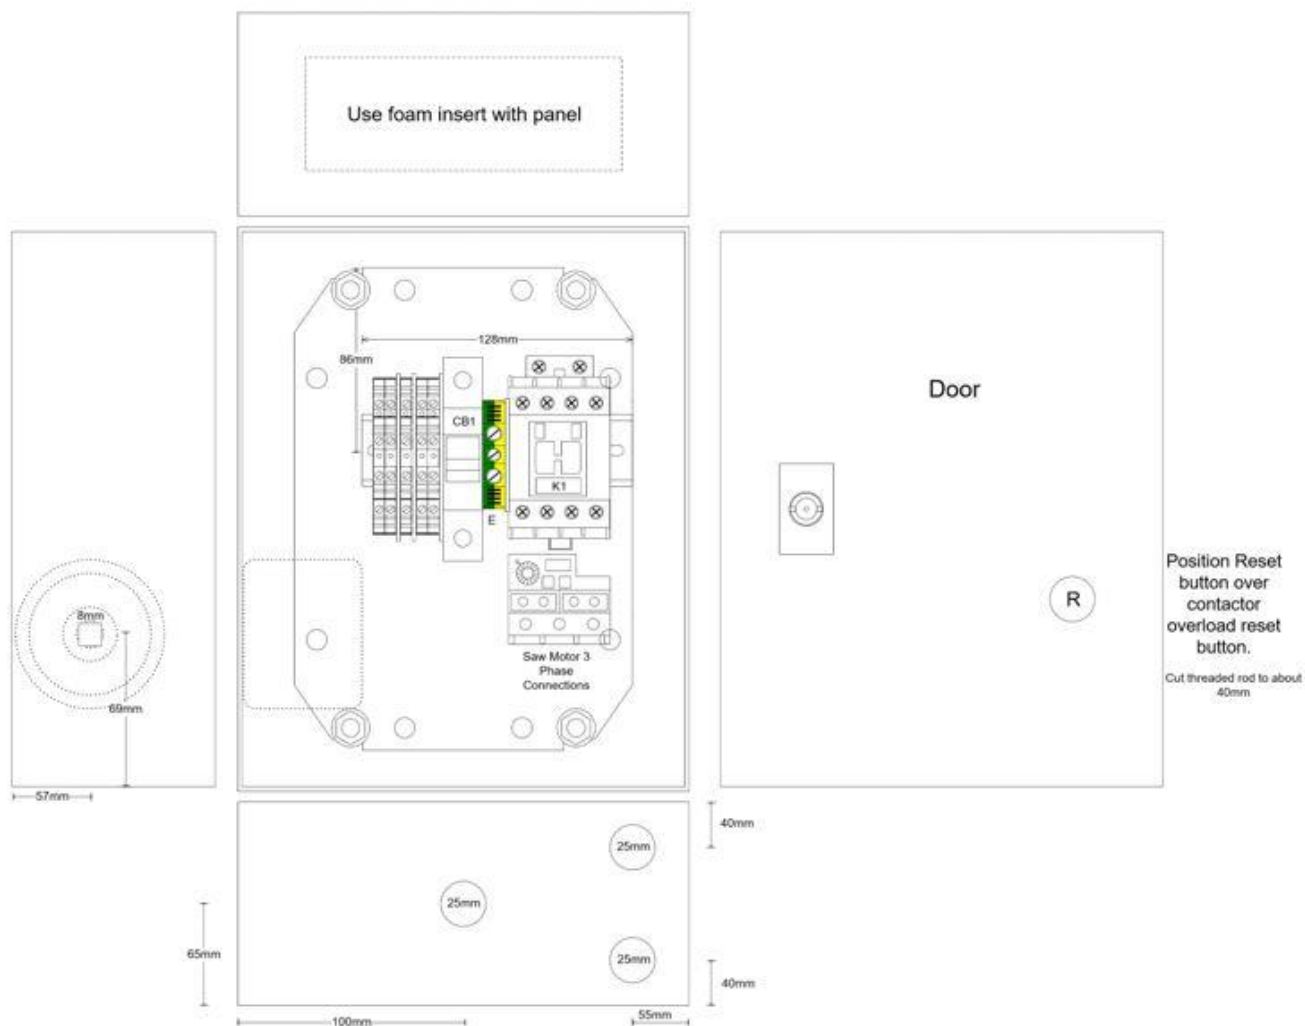 Use foam insert with panel
128mm
86mm
CB1
K1
E
Saw Motor 3
Phase
Connections
8mm
69mm
57mm
Door
R
Position Reset
button over
contactor
overload reset
button.
Cut threaded rod to about
40mm
25mm
40mm
25mm
65mm
25mm
40mm
100mm
55mm